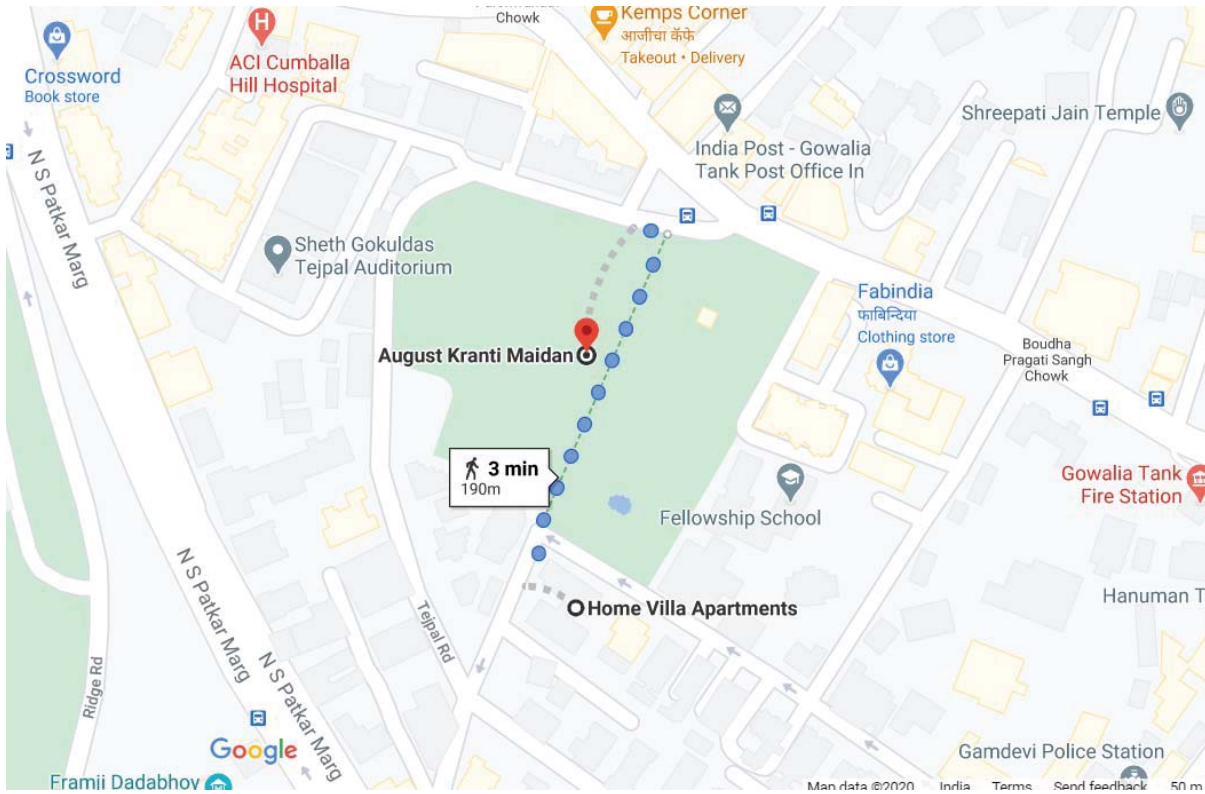 Chowk
Kemps Corner
आजीचा कॅफे
Takeout • Delivery
Crossword
Book store
ACI Cumballa
Hill Hospital
India Post - Gowalia
Tank Post Office In
Shreepati Jain Temple
N S Patkar Marg
Sheth Gokuldas
Tejpal Auditorium
Fabindia
फाबिन्दिया
Clothing store
August Kranti Maidan
Boudha
Pragati Sangh
Chowk
3 min
190m
Gowalia Tank
Fire Station
Fellowship School
Home Villa Apartments
Hanuman T
N S Patkar Marg
Tejpal Rd
Ridge Rd
N S Patkar Marg
Google
Gamdevi Police Station
Framji Dadabhoy
Map data ©2020 India Terms Send feedback 50 m